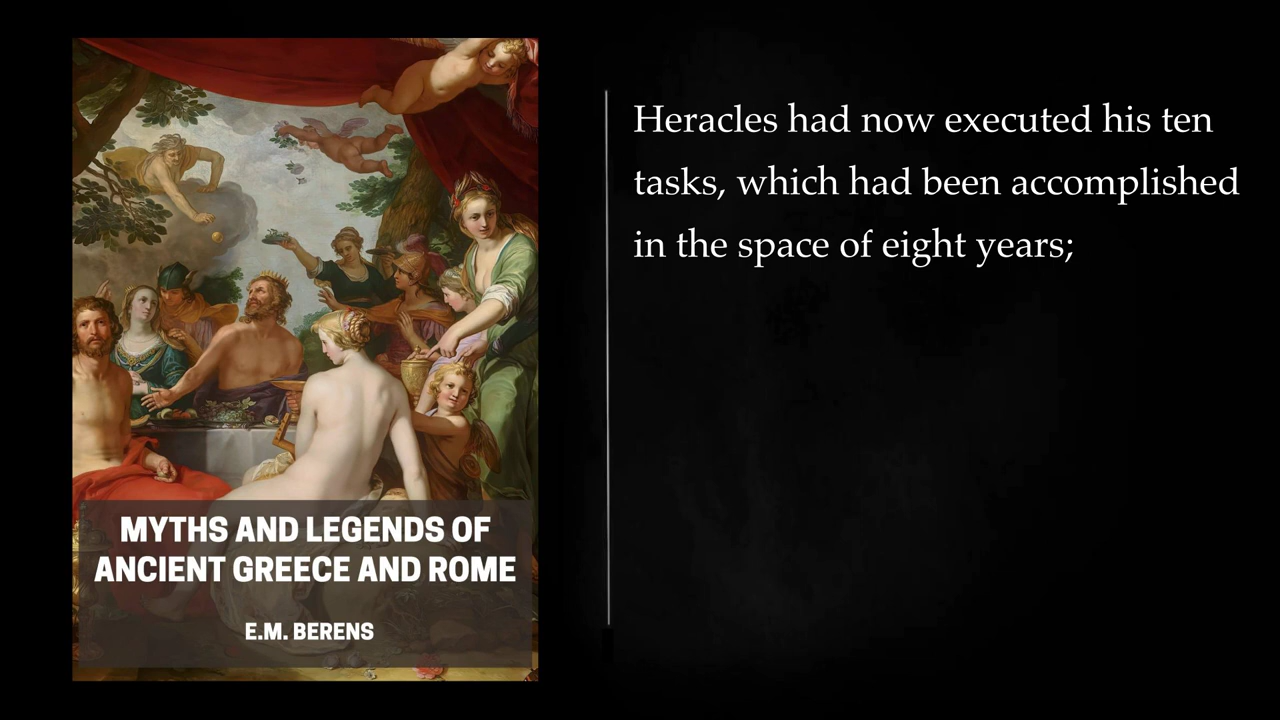 MYTHS AND LEGENDS OF
ANCIENT GREECE AND ROME
E.M. BERENS
Heracles had now executed his ten
tasks, which had been accomplished
in the space of eight years;